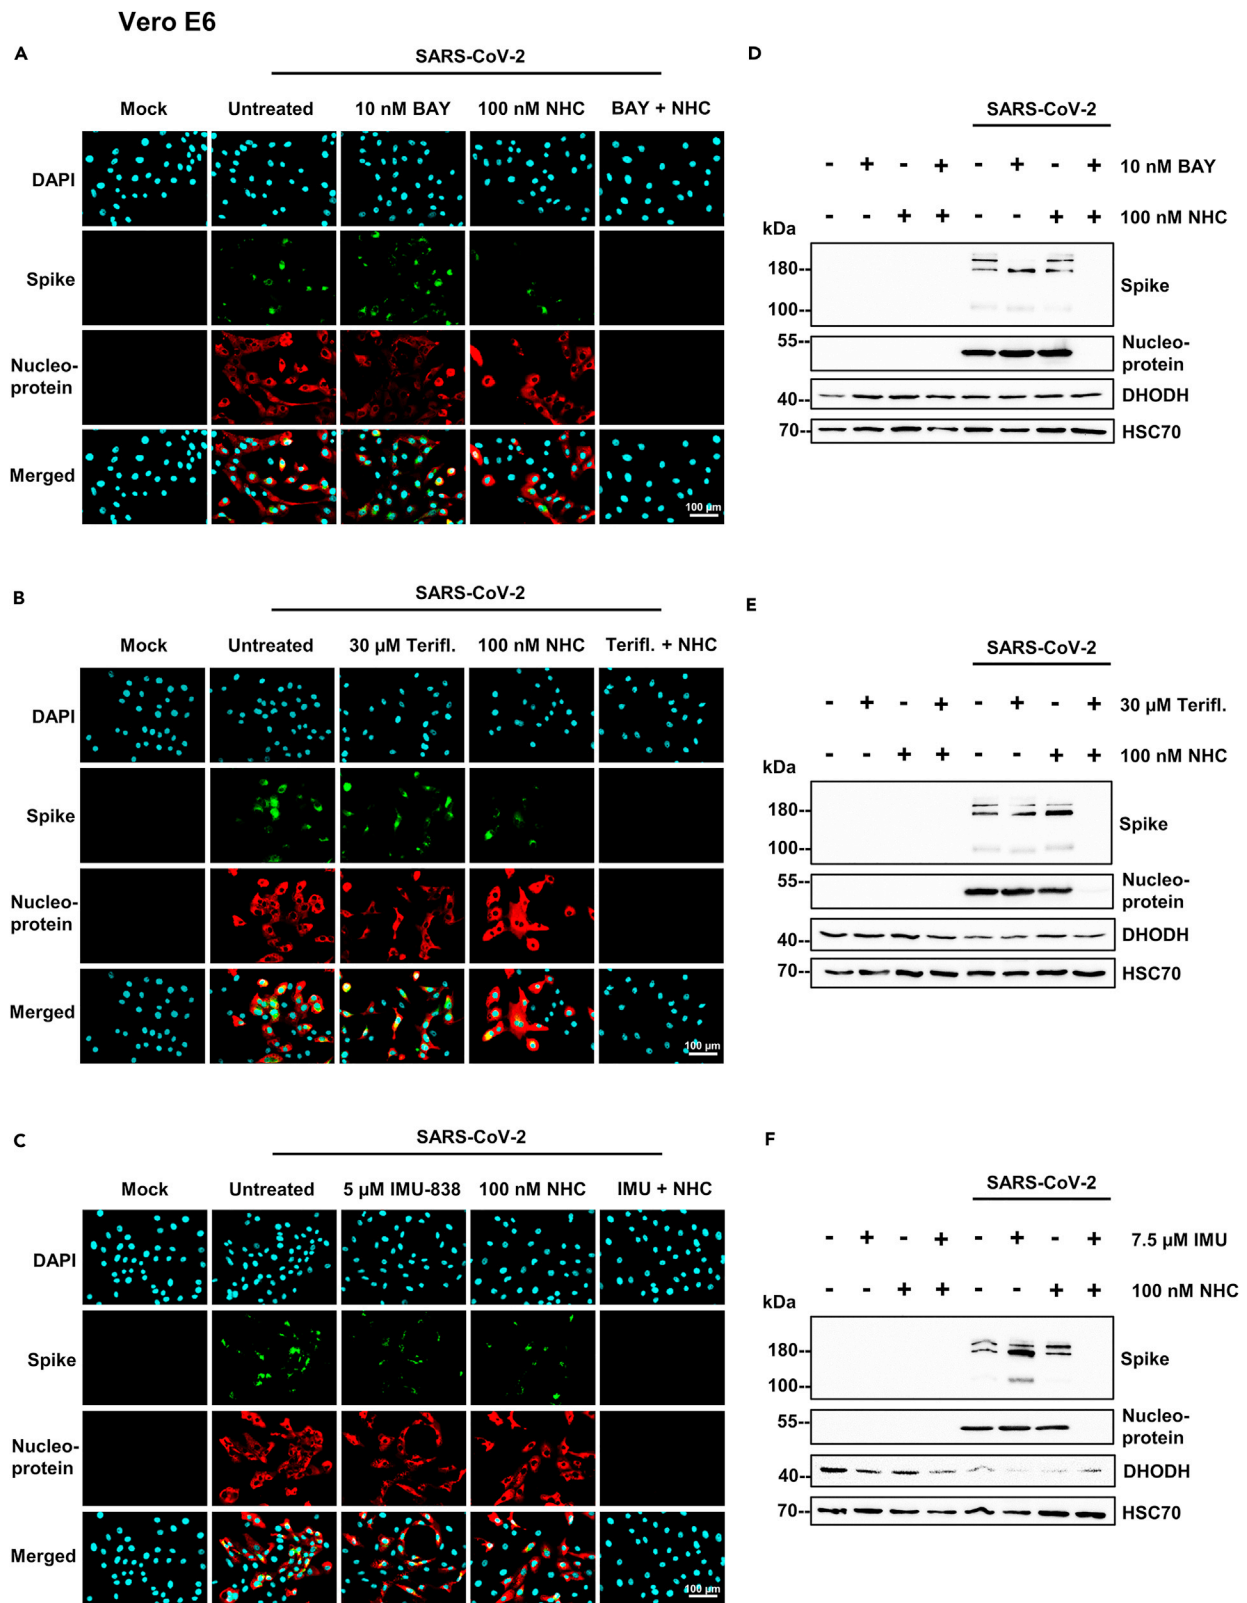 Vero E6
A
SARS-CoV-2
Mock Untreated 10 nM BAY 100 nM NHC BAY + NHC
DAPI
Spike
Nucleo-
protein
Merged
100 µm
B
SARS-CoV-2
Mock Untreated 30 µM Terifl. 100 nM NHC Terifl. + NHC
DAPI
Spike
Nucleo-
protein
Merged
100 µm
C
SARS-CoV-2
Mock Untreated 5 µM IMU-838 100 nM NHC IMU + NHC
DAPI
Spike
Nucleo-
protein
Merged
100 µm
D
SARS-CoV-2
- + - + - + - + 10 nM BAY
- - + + - - + + 100 nM NHC
kDa
180--
100--
Spike
55--
Nucleo-
protein
40--
DHODH
70--
HSC70
E
SARS-CoV-2
- + - + - + - + 30 µM Terifl.
- - + + - - + + 100 nM NHC
kDa
180--
100--
Spike
55--
Nucleo-
protein
40--
DHODH
70--
HSC70
F
SARS-CoV-2
- + - + - + - + 7.5 µM IMU
- - + + - - + + 100 nM NHC
kDa
180--
100--
Spike
55--
Nucleo-
protein
40--
DHODH
70--
HSC70